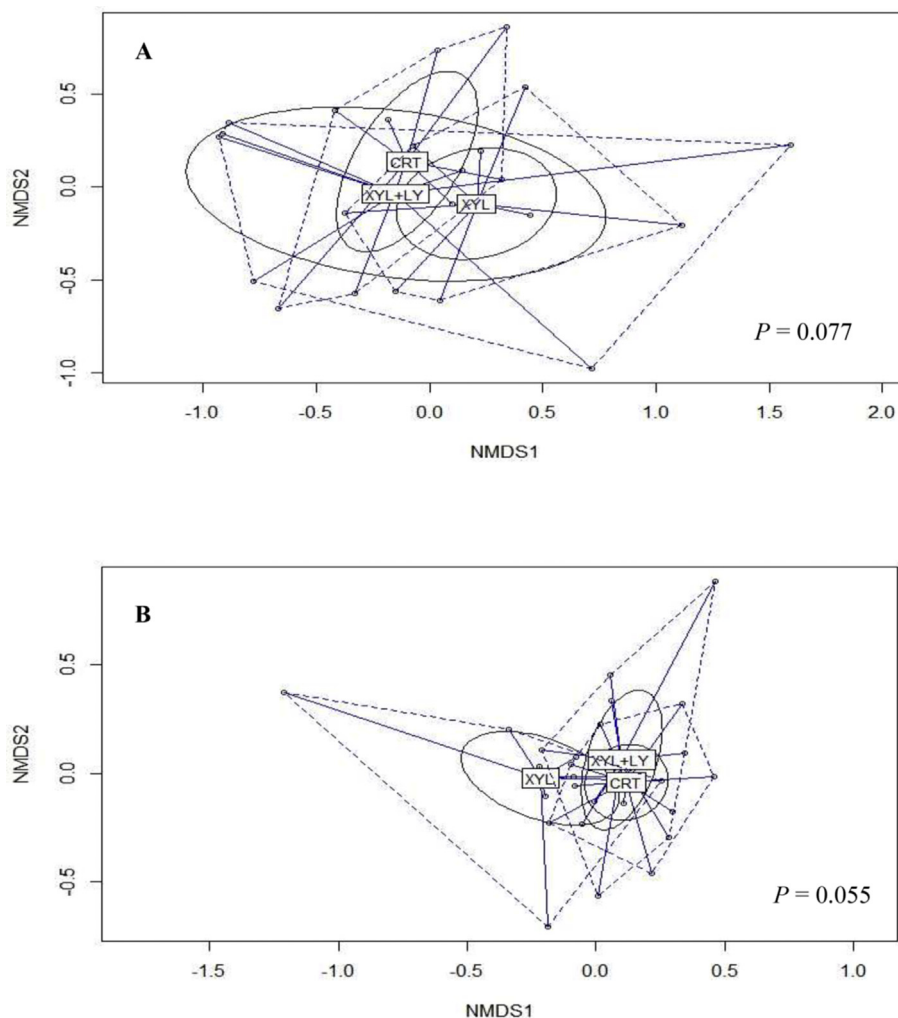 A
0.5
0.0
-0.5
-1.0
NMDS2
CRT
XYL+LY
XYL
P = 0.077
-1.0 -0.5 0.0 0.5 1.0 1.5 2.0
NMDS1
B
0.5
0.0
-0.5
NMDS2
XYL+LY
XYL
CRT
P = 0.055
-1.5 -1.0 -0.5 0.0 0.5 1.0
NMDS1